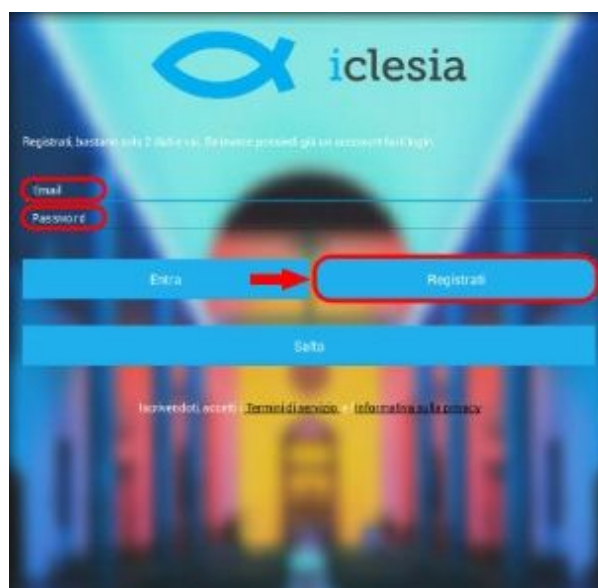 iclesia
Registrati, bastano solo 2 dati e vai. Se invece possiedi già un account fai il login.
Email
Password
Entra
Registrati
Salta
Iscrivendoti, accetti i Termini di servizio, e l'Informativa sulla privacy